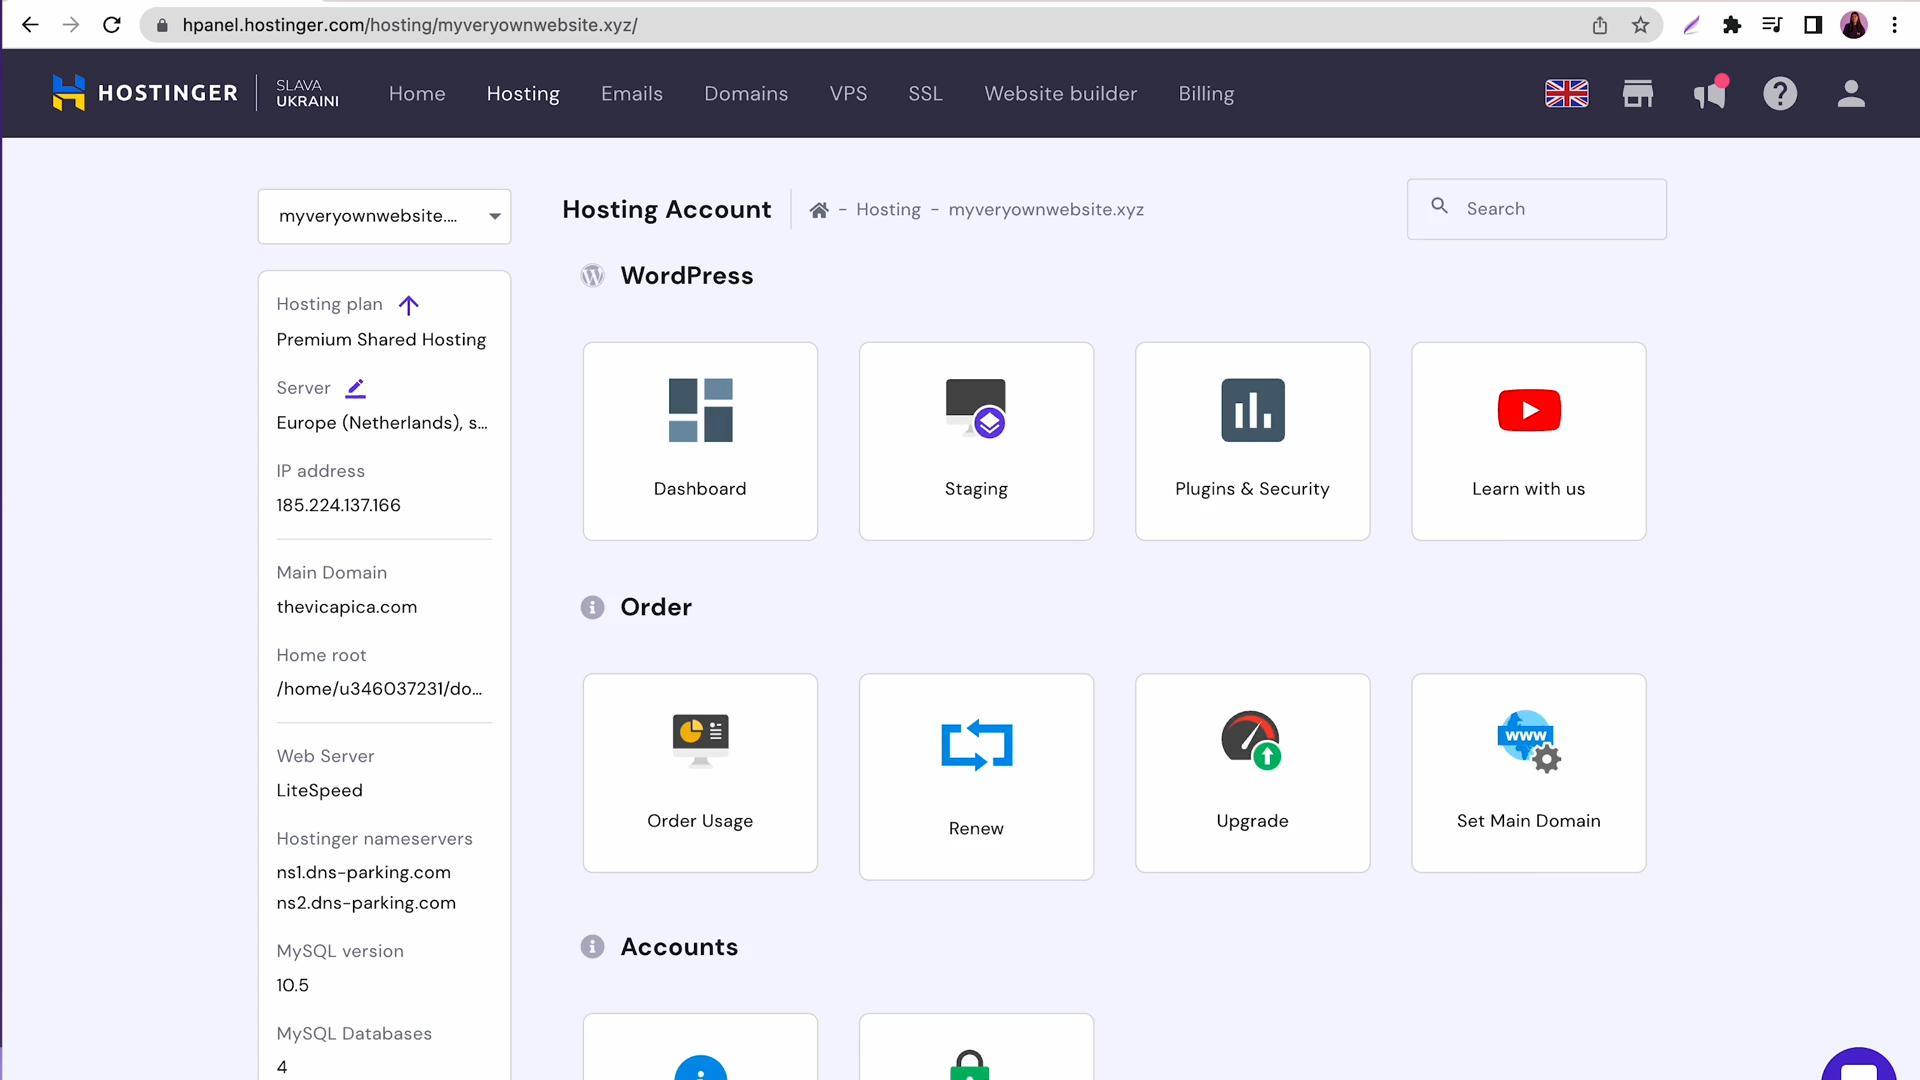 hpanel.hostinger.com/hosting/myveryownwebsite.xyz/
HOSTINGER
SLAVA
UKRAINI
Home
Hosting
Emails
Domains
VPS
SSL
Website builder
Billing
myveryownwebsite....
Hosting Account
- Hosting - myveryownwebsite.xyz
Search
Hosting plan
Premium Shared Hosting
Server
Europe (Netherlands), s...
IP address
185.224.137.166
Main Domain
thevicapica.com
Home root
/home/u346037231/do...
Web Server
LiteSpeed
Hostinger nameservers
ns1.dns-parking.com
ns2.dns-parking.com
MySQL version
10.5
MySQL Databases
4
WordPress
Dashboard
Staging
Plugins & Security
Learn with us
Order
Order Usage
Renew
Upgrade
www
Set Main Domain
Accounts